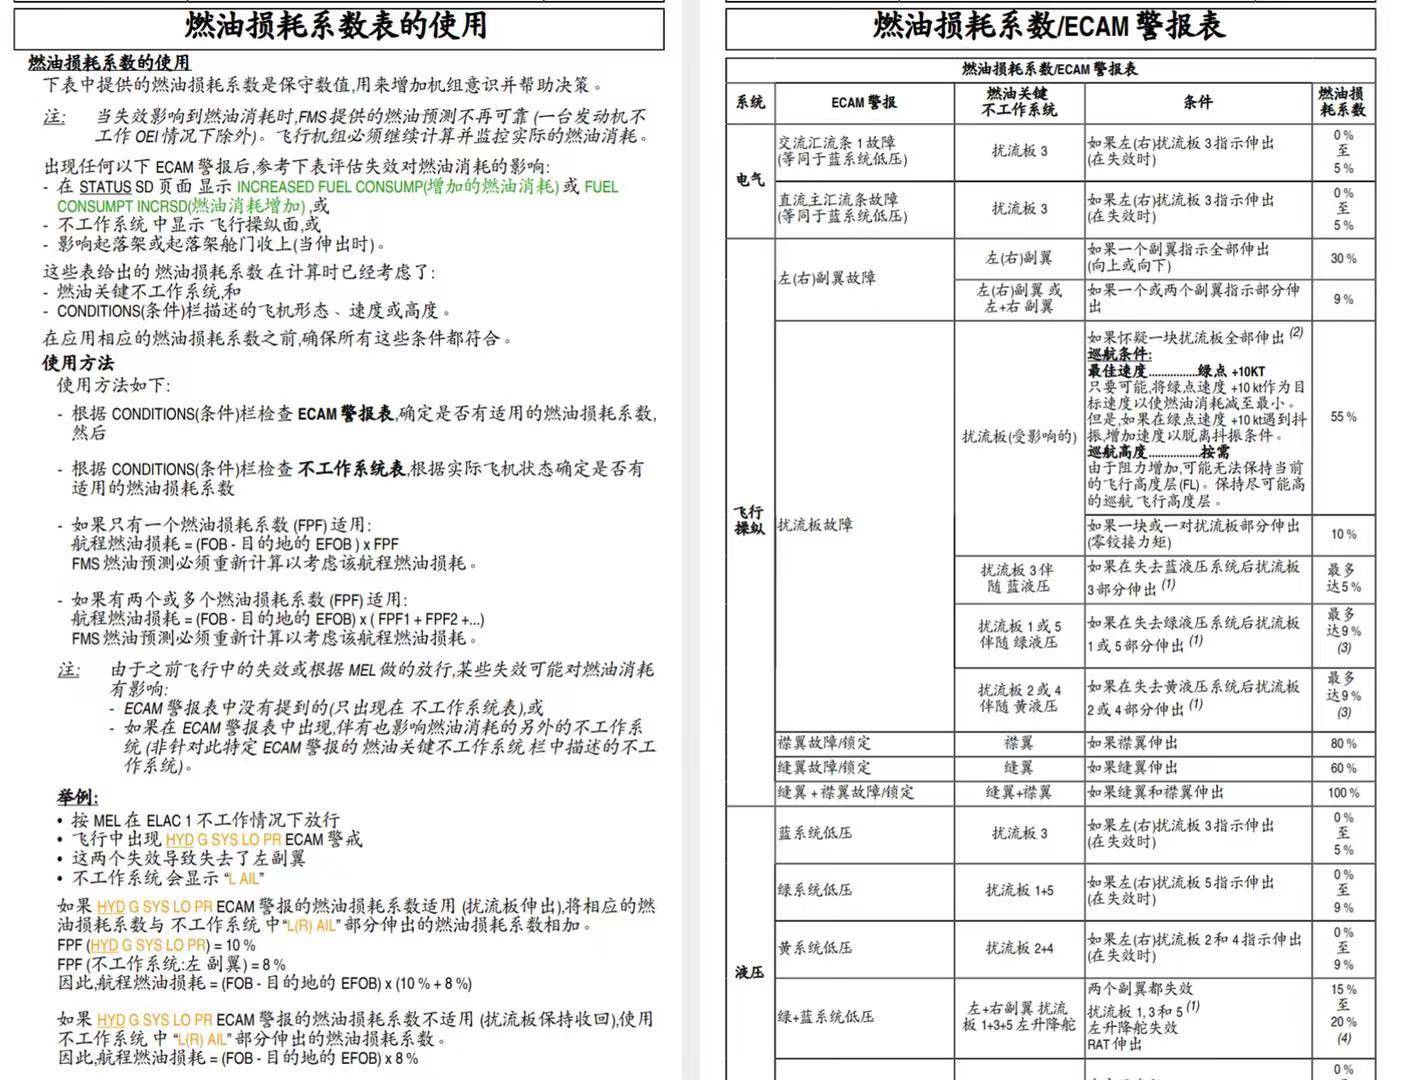 燃油损耗系数表的使用
燃油损耗系数的使用
下表中提供的燃油损耗系数是保守数值,用来增加机组意识并帮助决策。
注: 当失效影响到燃油消耗时,FMS 提供的燃油预测不再可靠 (一台发动机不
工作 OEI 情况下除外)。飞行机组必须继续计算并监控实际的燃油消耗。
出现任何以下 ECAM 警报后,参考下表评估失效对燃油消耗的影响:
- 在 STATUS SD 页面 显示 INCREASED FUEL CONSUMP(增加的燃油消耗) 或 FUEL
CONSUMPT INCRSD(燃油消耗增加) ,或
- 不工作系统 中显示 飞行操纵面,或
- 影响起落架或起落架舱门收上(当伸出时)。
这些表给出的 燃油损耗系数 在计算时已经考虑了:
- 燃油关键不工作系统,和
- CONDITIONS(条件)栏描述的飞机形态、速度或高度。
在应用相应的燃油损耗系数之前,确保所有这些条件都符合。
使用方法
使用方法如下:
- 根据 CONDITIONS(条件)栏检查 ECAM 警报表,确定是否有适用的燃油损耗系数,
然后
- 根据 CONDITIONS(条件)栏检查 不工作系统表,根据实际飞机状态确定是否有
适用的燃油损耗系数
- 如果只有一个燃油损耗系数 (FPF) 适用:
航程燃油损耗 = (FOB - 目的地的 EFOB ) x FPF
FMS 燃油预测必须重新计算以考虑该航程燃油损耗。
- 如果有两个或多个燃油损耗系数 (FPF) 适用:
航程燃油损耗 = (FOB - 目的地的 EFOB) x ( FPF1 + FPF2 +...)
FMS 燃油预测必须重新计算以考虑该航程燃油损耗。
注: 由于之前飞行中的失效或根据 MEL 做的放行,某些失效可能对燃油消耗
有影响:
- ECAM 警报表中没有提到的(只出现在 不工作系统表),或
- 如果在 ECAM 警报表中出现,伴有也影响燃油消耗的另外的不工作系
统 (非针对此特定 ECAM 警报的 燃油关键不工作系统 栏中描述的不工
作系统)。
举例:
• 按 MEL 在 ELAC 1 不工作情况下放行
• 飞行中出现 HYD G SYS LO PR ECAM 警戒
• 这两个失效导致失去了左副翼
• 不工作系统 会显示 “L AIL”
如果 HYD G SYS LO PR ECAM 警报的燃油损耗系数适用 (扰流板伸出),将相应的燃
油损耗系数与 不工作系统 中“L(R) AIL” 部分伸出的燃油损耗系数相加。
FPF (HYD G SYS LO PR) = 10 %
FPF (不工作系统:左 副翼) = 8 %
因此,航程燃油损耗 = (FOB - 目的地的 EFOB) x (10 % + 8 %)
如果 HYD G SYS LO PR ECAM 警报的燃油损耗系数不适用 (扰流板保持收回),使用
不工作系统 中 “L(R) AIL” 部分伸出的燃油损耗系数。
因此,航程燃油损耗 = (FOB - 目的地的 EFOB) x 8 %
燃油损耗系数/ECAM 警报表
燃油损耗系数/ECAM 警报表
系统
ECAM 警报
燃油关键
不工作系统
条件
燃油损
耗系数
电气
交流汇流条 1 故障
(等同于蓝系统低压)
扰流板 3
如果左(右)扰流板 3 指示伸出
(在失效时)
0 %
至
5 %
直流主汇流条故障
(等同于蓝系统低压)
扰流板 3
如果左(右)扰流板 3 指示伸出
(在失效时)
0 %
至
5 %
飞行
操纵
左(右)副翼故障
左(右)副翼
如果一个副翼指示全部伸出
(向上或向下)
30 %
左(右)副翼 或
左+右 副翼
如果一个或两个副翼指示部分伸
出
9 %
扰流板故障
扰流板(受影响的)
如果怀疑一块扰流板全部伸出 (2)
巡航条件:
最佳速度................绿点 +10KT
只要可能,将绿点速度 +10 kt作为目
标速度以使燃油消耗减至最小。
但是,如果在绿点速度 +10 kt遇到抖
振,增加速度以脱离抖振条件。
巡航高度.................按需
由于阻力增加,可能无法保持当前
的飞行高度层(FL)。保持尽可能高
的巡航 飞行高度层。
55 %
如果一块或一对扰流板部分伸出
(零铰接力矩)
10 %
扰流板 3 伴
随 蓝液压
如果在失去蓝液压系统后扰流板
3 部分伸出 (1)
最多
达5 %
扰流板 1 或 5
伴随 绿液压
如果在失去绿液压系统后扰流板
1 或 5 部分伸出 (1)
最多
达9 %
(3)
扰流板 2 或 4
伴随 黄液压
如果在失去黄液压系统后扰流板
2 或 4 部分伸出 (1)
最多
达9 %
(3)
襟翼故障/锁定
襟翼
如果襟翼伸出
80 %
缝翼故障/锁定
缝翼
如果缝翼伸出
60 %
缝翼 + 襟翼故障/锁定
缝翼+襟翼
如果缝翼和襟翼伸出
100 %
液压
蓝系统低压
扰流板 3
如果左(右)扰流板 3 指示伸出
(在失效时)
0 %
至
5 %
绿系统低压
扰流板 1+5
如果左(右)扰流板 5 指示伸出
(在失效时)
0 %
至
9 %
黄系统低压
扰流板 2+4
如果左(右)扰流板 2 和 4 指示伸出
(在失效时)
0 %
至
9 %
绿+蓝系统低压
左+右副翼 扰流
板 1+3+5 左升降舵
两个副翼都失效
扰流板 1, 3 和 5 (1)
左升降舵失效
RAT 伸出
15 %
至
20 %
(4)
0 %